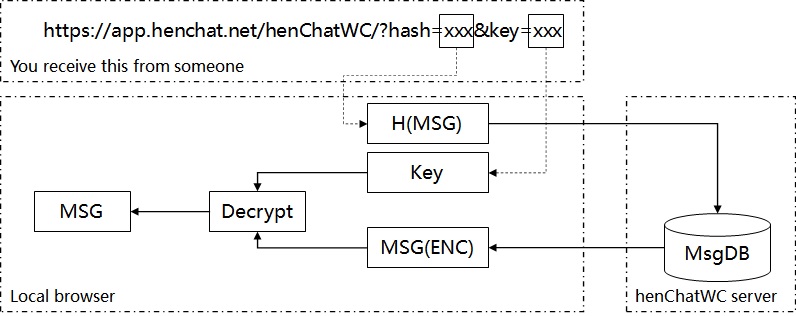 https://app.henchat.net/henChatWC/?hash=xxx&key=xxx
You receive this from someone
H(MSG)
Key
MSG
Decrypt
MSG(ENC)
MsgDB
Local browser
henChatWC server